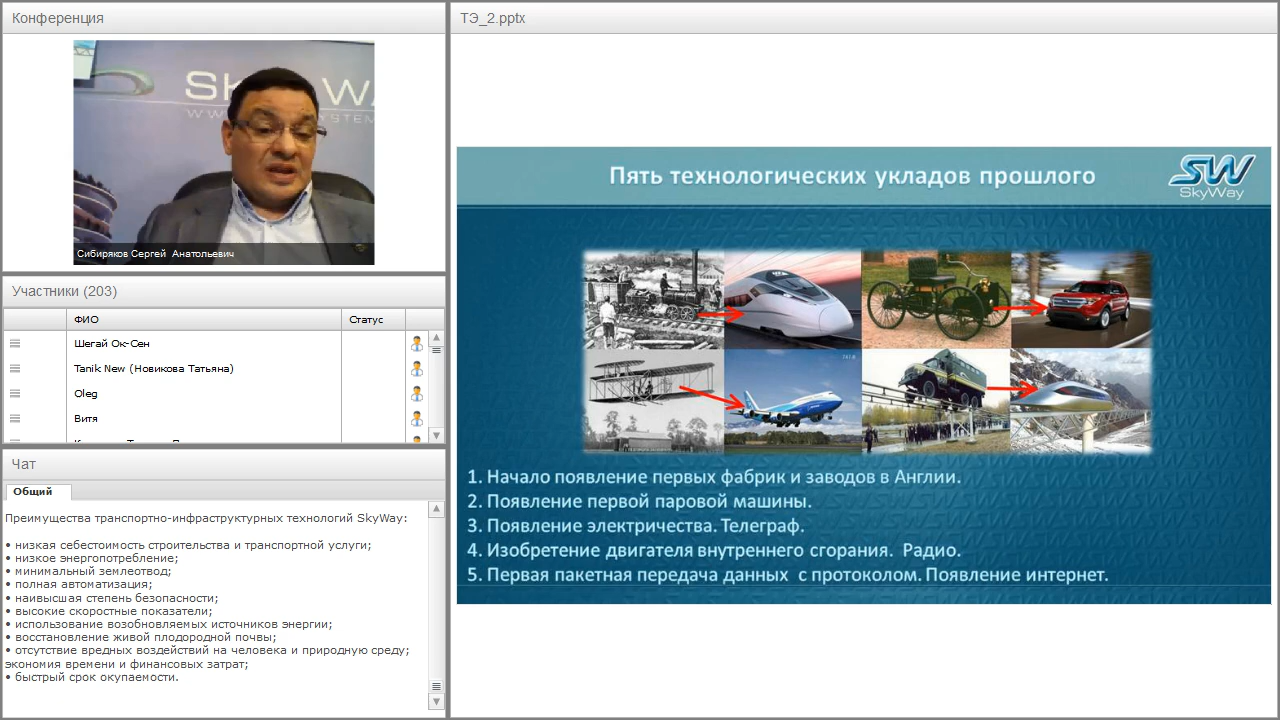 Конференция
SKYWAY
Сибиряков Сергей Анатольевич
Участники (203)
ФИО
Статус
Шегай Ок-Сен
Tanik New (Новикова Татьяна)
Oleg
Витя
Чат
Общий
Преимущества транспортно-инфраструктурных технологий SkyWay:
• низкая себестоимость строительства и транспортной услуги;
• низкое энергопотребление;
• минимальный землеотвод;
• полная автоматизация;
• наивысшая степень безопасности;
• высокие скоростные показатели;
• использование возобновляемых источников энергии;
• восстановление живой плодородной почвы;
• отсутствие вредных воздействий на человека и природную среду;
экономия времени и финансовых затрат;
• быстрый срок окупаемости.
ТЭ_2.pptx
Пять технологических укладов прошлого
SW
SkyWay
1. Начало появление первых фабрик и заводов в Англии.
2. Появление первой паровой машины.
3. Появление электричества. Телеграф.
4. Изобретение двигателя внутреннего сгорания. Радио.
5. Первая пакетная передача данных с протоколом. Появление интернет.